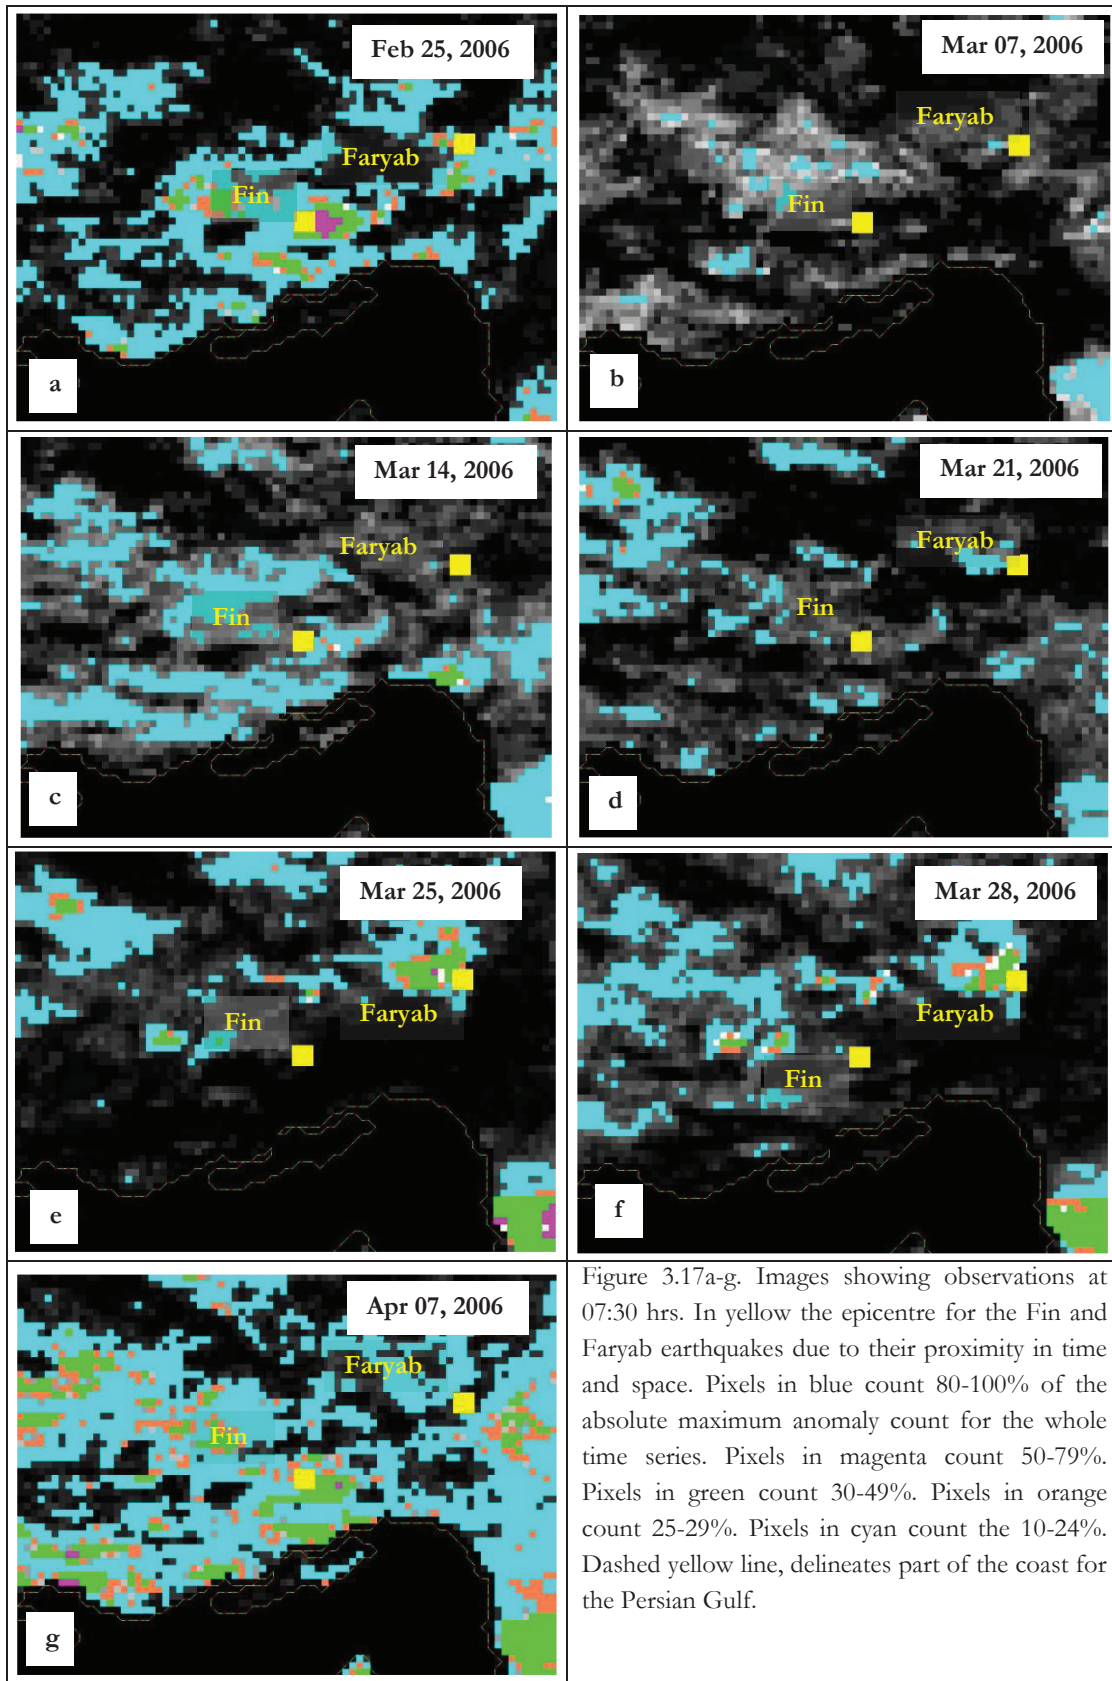 Feb 25, 2006
Faryab
Fin
a
Mar 07, 2006
Faryab
Fin
b
Mar 14, 2006
Faryab
Fin
c
Mar 21, 2006
Faryab
Fin
d
Mar 25, 2006
Fin
Faryab
e
Mar 28, 2006
Faryab
Fin
f
Apr 07, 2006
Faryab
Fin
g
Figure 3.17a-g. Images showing observations at
07:30 hrs. In yellow the epicentre for the Fin and
Faryab earthquakes due to their proximity in time
and space. Pixels in blue count 80-100% of the
absolute maximum anomaly count for the whole
time series. Pixels in magenta count 50-79%.
Pixels in green count 30-49%. Pixels in orange
count 25-29%. Pixels in cyan count the 10-24%.
Dashed yellow line, delineates part of the coast for
the Persian Gulf.